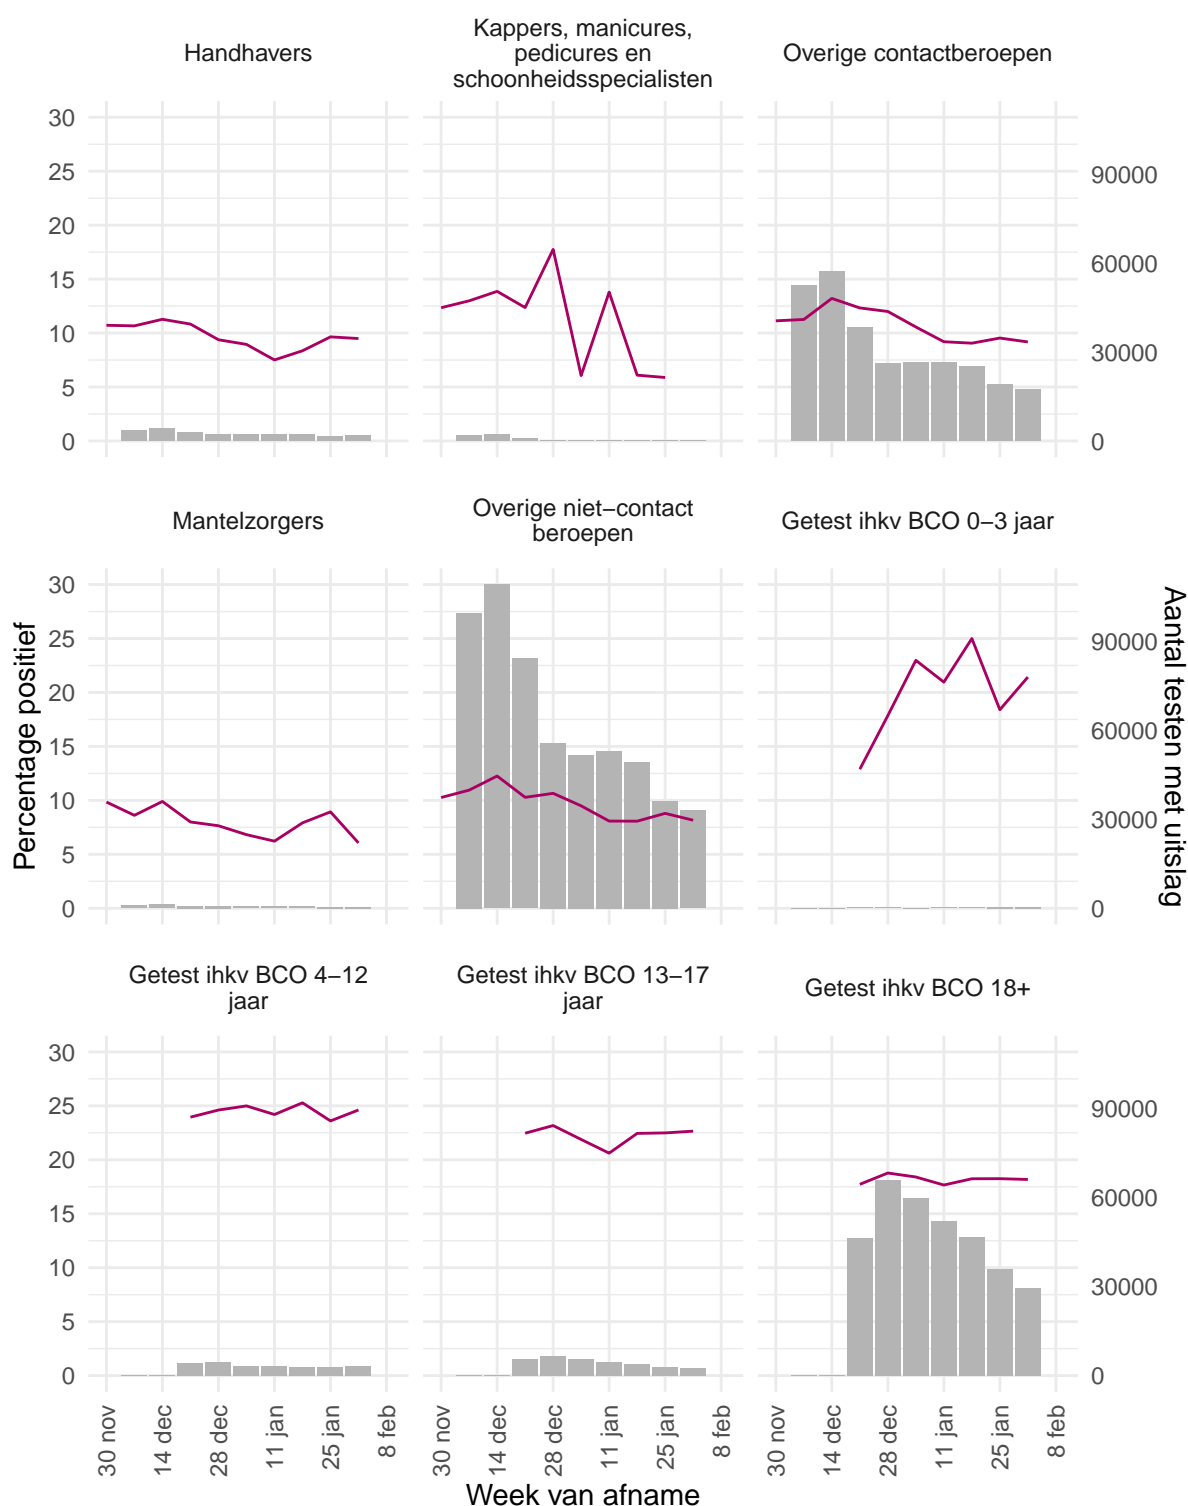 Handhavers
Kappers, manicures,
pedicures en
schoonheidsspecialisten
Overige contactberoepen
30
25
20
15
10
5
0
90000
60000
30000
0
Mantelzorgers
Overige niet−contact
beroepen
Getest ihkv BCO 0−3 jaar
30
25
20
15
10
5
0
90000
60000
30000
0
Percentage positief
Aantal testen met uitslag
Getest ihkv BCO 4−12
jaar
Getest ihkv BCO 13−17
jaar
Getest ihkv BCO 18+
30
25
20
15
10
5
0
90000
60000
30000
0
30 nov
14 dec
28 dec
11 jan
25 jan
8 feb
30 nov
14 dec
28 dec
11 jan
25 jan
8 feb
30 nov
14 dec
28 dec
11 jan
25 jan
8 feb
Week van afname